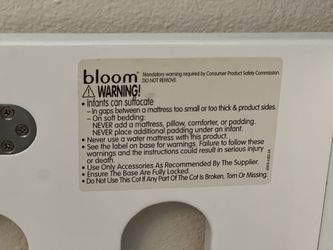 bloom® Mandatory warning required by Consumer Product Safety Commission.
DO NOT REMOVE.
WARNING!
• Infants can suffocate
– In gaps between a mattress too small or too thick & product sides
– On soft bedding:
NEVER add a mattress, pillow, comforter, or padding.
NEVER place additional padding under an infant.
• Never use a water mattress with this product.
• See the label on base for warnings. Failure to follow these
warnings and the instructions could result in serious injury
or death.
• Use Only Accessories As Recommended By The Supplier.
• Ensure The Base Are Fully Locked.
• Do Not Use This Cot If Any Part Of The Cot Is Broken, Torn Or Missing.